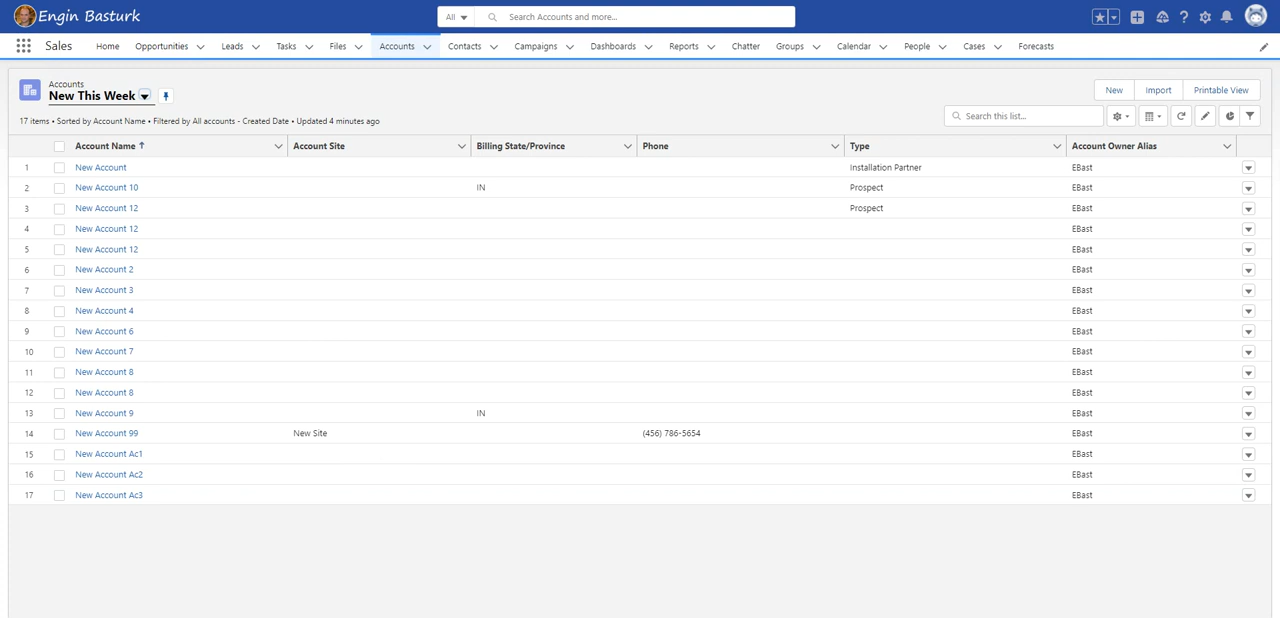 Engin Basturk
All Search Accounts and more...
Sales Home Opportunities Leads Tasks Files Accounts Contacts Campaigns Dashboards Reports Chatter Groups Calendar People Cases Forecasts
Accounts
New This Week
New Import Printable View
17 items • Sorted by Account Name • Filtered by All accounts - Created Date • Updated 4 minutes ago
Search this list...
Account Name ↑ Account Site Billing State/Province Phone Type Account Owner Alias
1 New Account Installation Partner EBast
2 New Account 10 IN Prospect EBast
3 New Account 12 Prospect EBast
4 New Account 12 EBast
5 New Account 12 EBast
6 New Account 2 EBast
7 New Account 3 EBast
8 New Account 4 EBast
9 New Account 6 EBast
10 New Account 7 EBast
11 New Account 8 EBast
12 New Account 8 EBast
13 New Account 9 IN EBast
14 New Account 99 New Site (456) 786-5654 EBast
15 New Account Ac1 EBast
16 New Account Ac2 EBast
17 New Account Ac3 EBast